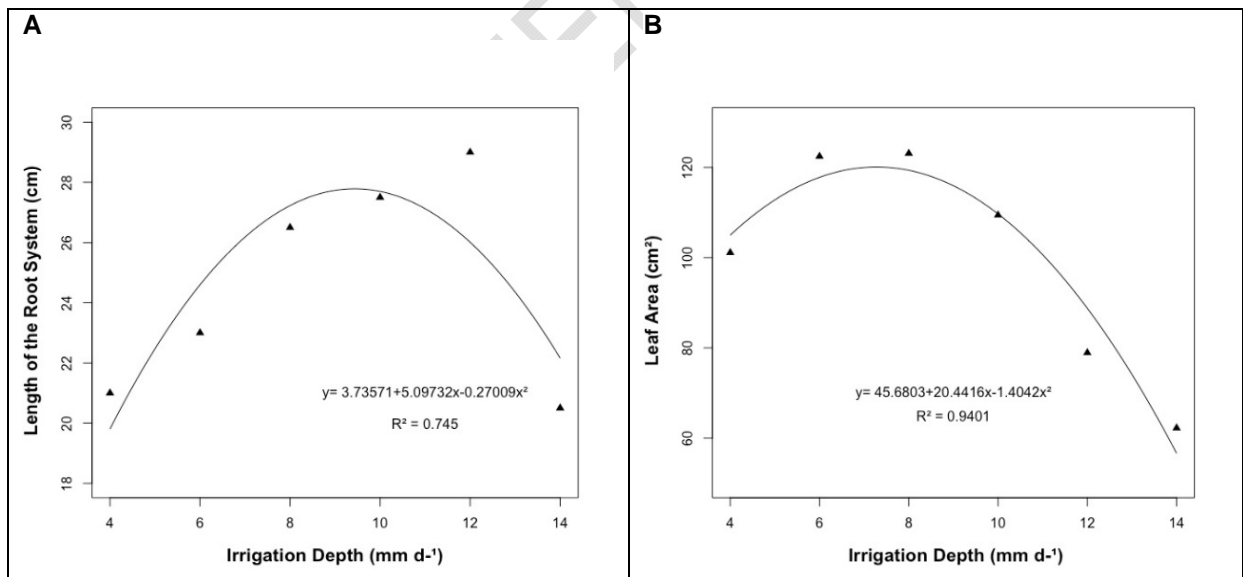 A
Length of the Root System (cm)
30
28
26
24
22
20
18
y= 3.73571+5.09732x-0.27009x²
R² = 0.745
4 6 8 10 12 14
Irrigation Depth (mm d-¹)
B
Leaf Area (cm²)
120
100
80
60
y= 45.6803+20.4416x-1.4042x²
R² = 0.9401
4 6 8 10 12 14
Irrigation Depth (mm d-¹)